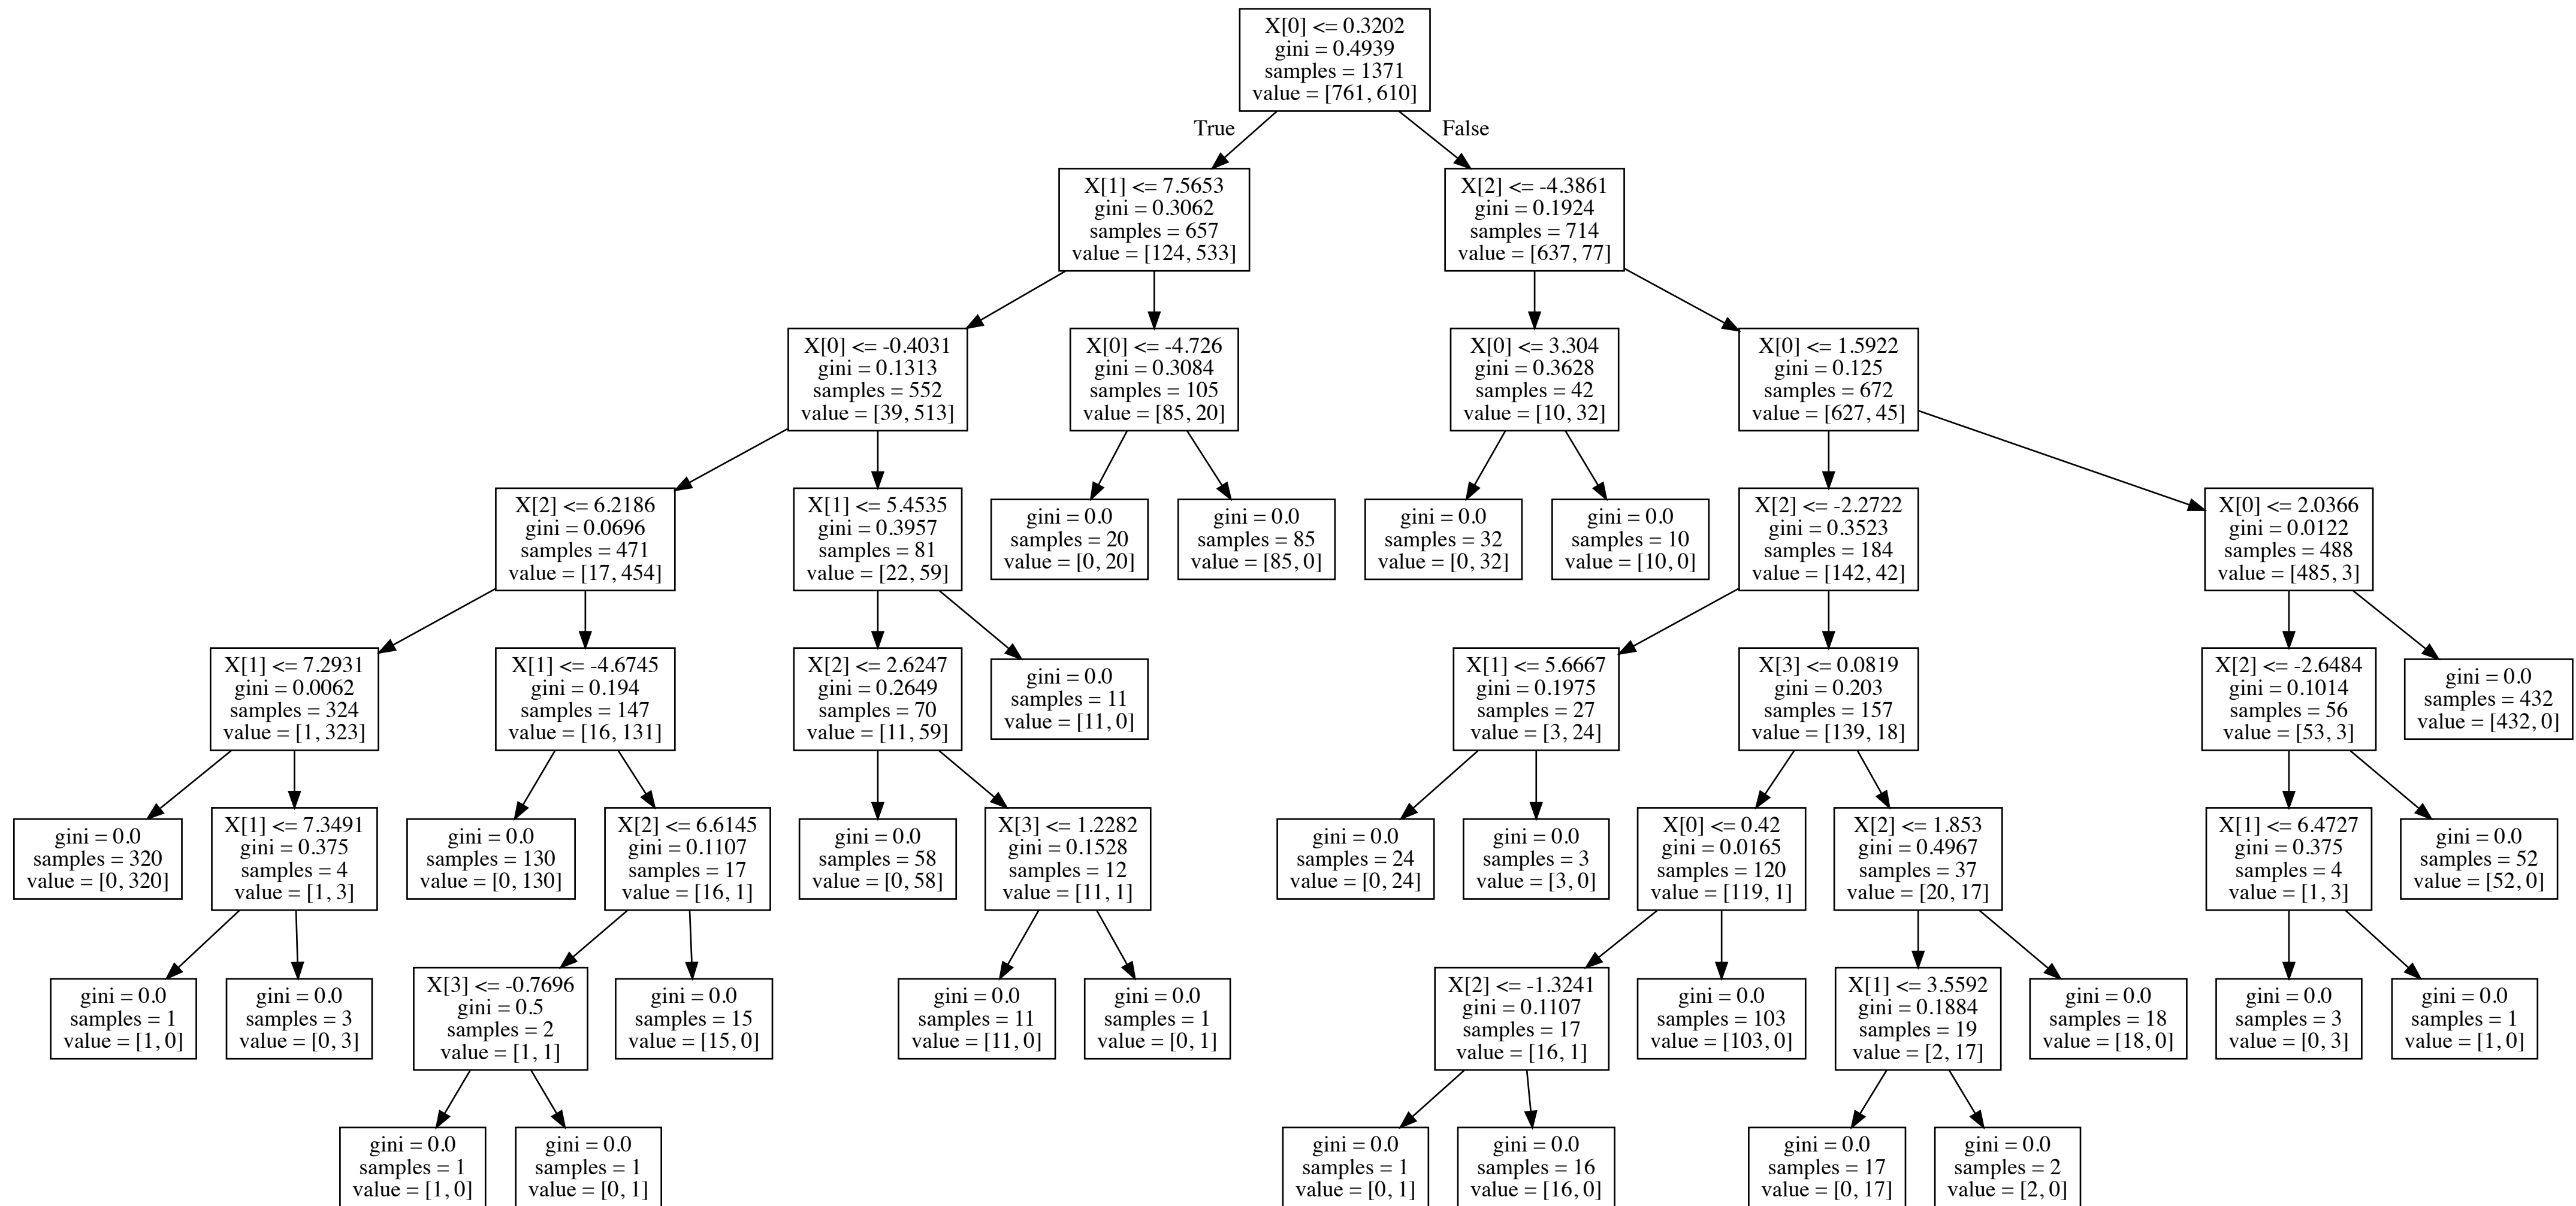 X[0] <= 0.3202
gini = 0.4939
samples = 1371
value = [761, 610]
True
False
X[1] <= 7.5653
gini = 0.3062
samples = 657
value = [124, 533]
X[2] <= -4.3861
gini = 0.1924
samples = 714
value = [637, 77]
X[0] <= -0.4031
gini = 0.1313
samples = 552
value = [39, 513]
X[0] <= -4.726
gini = 0.3084
samples = 105
value = [85, 20]
X[0] <= 3.304
gini = 0.3628
samples = 42
value = [10, 32]
X[0] <= 1.5922
gini = 0.125
samples = 672
value = [627, 45]
X[2] <= 6.2186
gini = 0.0696
samples = 471
value = [17, 454]
X[1] <= 5.4535
gini = 0.3957
samples = 81
value = [22, 59]
gini = 0.0
samples = 20
value = [0, 20]
gini = 0.0
samples = 85
value = [85, 0]
gini = 0.0
samples = 32
value = [0, 32]
gini = 0.0
samples = 10
value = [10, 0]
X[2] <= -2.2722
gini = 0.3523
samples = 184
value = [142, 42]
X[0] <= 2.0366
gini = 0.0122
samples = 488
value = [485, 3]
X[1] <= 7.2931
gini = 0.0062
samples = 324
value = [1, 323]
X[1] <= -4.6745
gini = 0.194
samples = 147
value = [16, 131]
X[2] <= 2.6247
gini = 0.2649
samples = 70
value = [11, 59]
gini = 0.0
samples = 11
value = [11, 0]
X[1] <= 5.6667
gini = 0.1975
samples = 27
value = [3, 24]
X[3] <= 0.0819
gini = 0.203
samples = 157
value = [139, 18]
X[2] <= -2.6484
gini = 0.1014
samples = 56
value = [53, 3]
gini = 0.0
samples = 432
value = [432, 0]
gini = 0.0
samples = 320
value = [0, 320]
X[1] <= 7.3491
gini = 0.375
samples = 4
value = [1, 3]
gini = 0.0
samples = 130
value = [0, 130]
X[2] <= 6.6145
gini = 0.1107
samples = 17
value = [16, 1]
gini = 0.0
samples = 58
value = [0, 58]
X[3] <= 1.2282
gini = 0.1528
samples = 12
value = [11, 1]
gini = 0.0
samples = 24
value = [0, 24]
gini = 0.0
samples = 3
value = [3, 0]
X[0] <= 0.42
gini = 0.0165
samples = 120
value = [119, 1]
X[2] <= 1.853
gini = 0.4967
samples = 37
value = [20, 17]
X[1] <= 6.4727
gini = 0.375
samples = 4
value = [1, 3]
gini = 0.0
samples = 52
value = [52, 0]
gini = 0.0
samples = 1
value = [1, 0]
gini = 0.0
samples = 3
value = [0, 3]
X[3] <= -0.7696
gini = 0.5
samples = 2
value = [1, 1]
gini = 0.0
samples = 15
value = [15, 0]
gini = 0.0
samples = 11
value = [11, 0]
gini = 0.0
samples = 1
value = [0, 1]
X[2] <= -1.3241
gini = 0.1107
samples = 17
value = [16, 1]
gini = 0.0
samples = 103
value = [103, 0]
X[1] <= 3.5592
gini = 0.1884
samples = 19
value = [2, 17]
gini = 0.0
samples = 18
value = [18, 0]
gini = 0.0
samples = 3
value = [0, 3]
gini = 0.0
samples = 1
value = [1, 0]
gini = 0.0
samples = 1
value = [1, 0]
gini = 0.0
samples = 1
value = [0, 1]
gini = 0.0
samples = 1
value = [0, 1]
gini = 0.0
samples = 16
value = [16, 0]
gini = 0.0
samples = 17
value = [0, 17]
gini = 0.0
samples = 2
value = [2, 0]